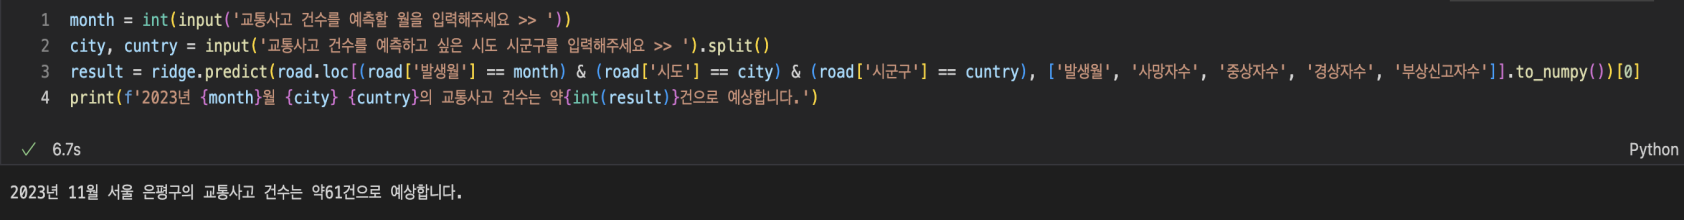 1 month = int(input('교통사고 건수를 예측할 월을 입력해주세요 >> '))
2 city, cuntry = input('교통사고 건수를 예측하고 싶은 시도 시군구를 입력해주세요 >> ').split()
3 result = ridge.predict(road.loc[(road['발생월'] == month) & (road['시도'] == city) & (road['시군구'] == cuntry), ['발생월', '사망자수', '중상자수', '경상자수', '부상신고자수']].to_numpy())[0]
4 print(f'2023년 {month}월 {city} {cuntry}의 교통사고 건수는 약{int(result)}건으로 예상합니다.')
6.7s Python
2023년 11월 서울 은평구의 교통사고 건수는 약61건으로 예상합니다.